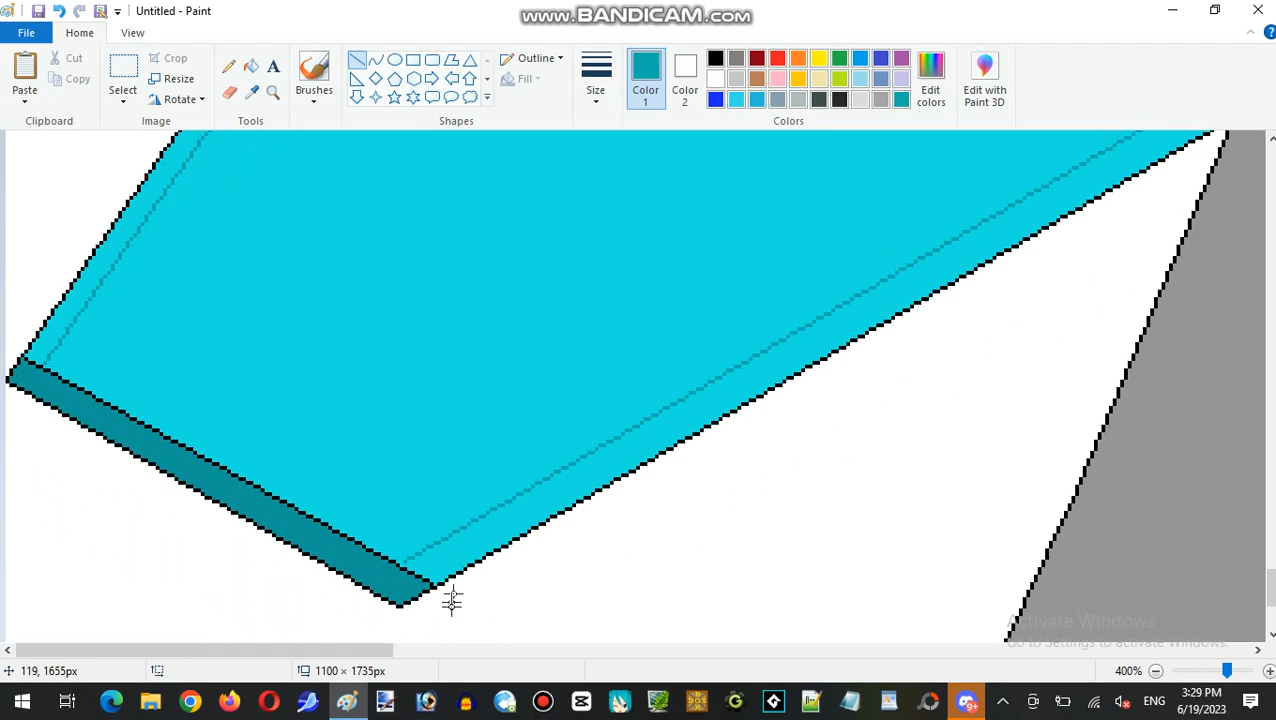 Untitled - Paint
www.BANDICAM.com
File
Home
View
Paste
Cut
Copy
Clipboard
Select
Crop
Resize
Rotate
Image
A
Tools
Brushes
Outline
Fill
Shapes
Size
Color 1
Color 2
Colors
Edit colors
Edit with Paint 3D
Activate Windows
Go to Settings to activate Windows.
119, 1655px
1100 × 1735px
400%
9+
ENG
3:29 PM
6/19/2023